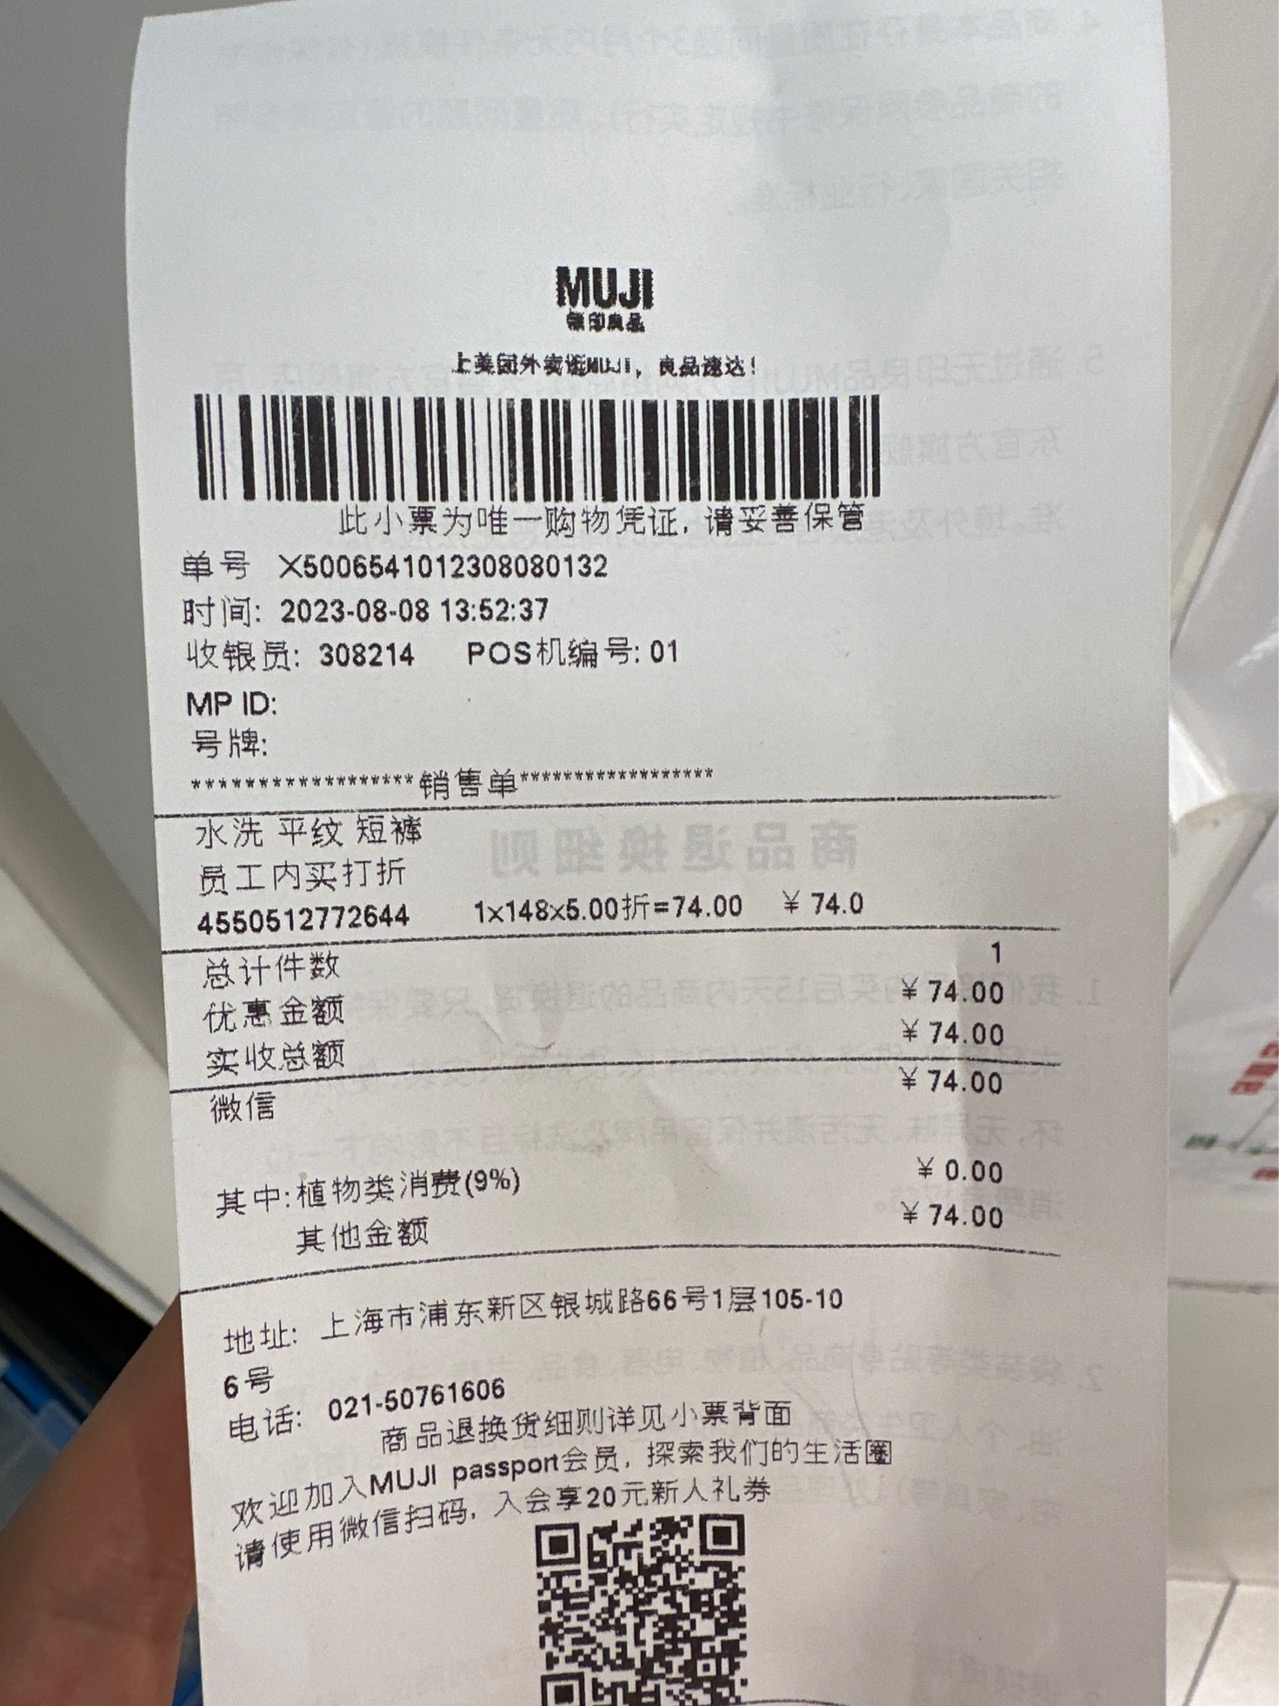 MUJI
無印良品
上美团外卖逛MUJI，良品速达！
此小票为唯一购物凭证，请妥善保管
单号 X5006541012308080132
时间: 2023-08-08 13:52:37
收银员: 308214 POS机编号: 01
MP ID:
号牌:
******************销售单******************
水洗 平纹 短裤
员工内买打折
4550512772644 1x148x5.00折=74.00 ￥74.0
总计件数 1
优惠金额 ￥74.00
实收总额 ￥74.00
微信 ￥74.00
其中:植物类消费(9%) ￥0.00
其他金额 ￥74.00
地址: 上海市浦东新区银城路66号1层105-10
6号
电话: 021-50761606
商品退换货细则详见小票背面
欢迎加入MUJI passport会员, 探索我们的生活圈
请使用微信扫码, 入会享20元新人礼券
商品退换细则